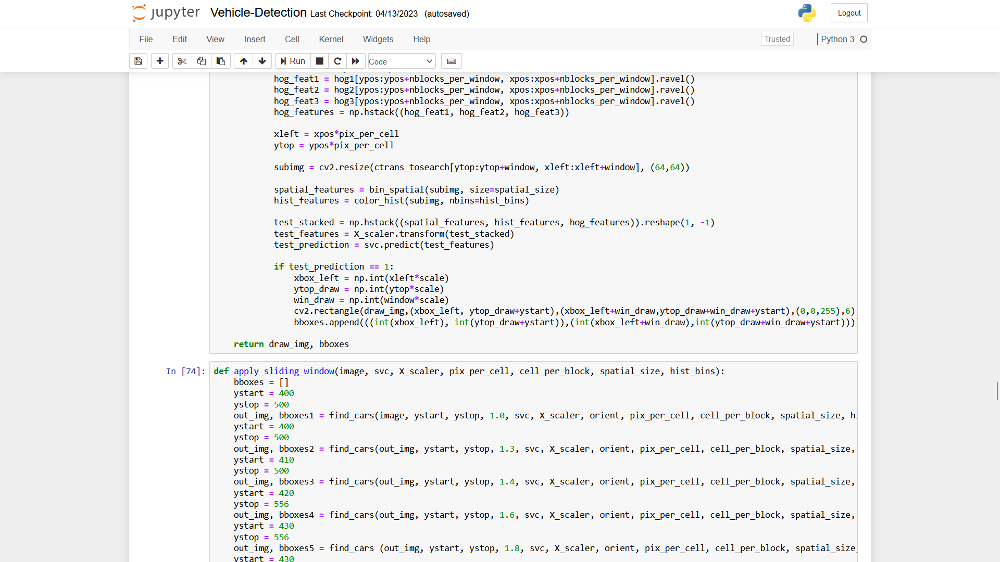 jupyter Vehicle-Detection Last Checkpoint: 04/13/2023 (autosaved) Logout
File Edit View Insert Cell Kernel Widgets Help Trusted Python 3
Run Code
hog_feat1 = hog1[ypos:ypos+nblocks_per_window, xpos:xpos+nblocks_per_window].ravel()
hog_feat2 = hog2[ypos:ypos+nblocks_per_window, xpos:xpos+nblocks_per_window].ravel()
hog_feat3 = hog3[ypos:ypos+nblocks_per_window, xpos:xpos+nblocks_per_window].ravel()
hog_features = np.hstack((hog_feat1, hog_feat2, hog_feat3))
xleft = xpos*pix_per_cell
ytop = ypos*pix_per_cell
subimg = cv2.resize(ctrans_tosearch[ytop:ytop+window, xleft:xleft+window], (64,64))
spatial_features = bin_spatial(subimg, size=spatial_size)
hist_features = color_hist(subimg, nbins=hist_bins)
test_stacked = np.hstack((spatial_features, hist_features, hog_features)).reshape(1, -1)
test_features = X_scaler.transform(test_stacked)
test_prediction = svc.predict(test_features)
if test_prediction == 1:
xbox_left = np.int(xleft*scale)
ytop_draw = np.int(ytop*scale)
win_draw = np.int(window*scale)
cv2.rectangle(draw_img,(xbox_left, ytop_draw+ystart),(xbox_left+win_draw,ytop_draw+win_draw+ystart),(0,0,255),6)
bboxes.append(((int(xbox_left), int(ytop_draw+ystart)),(int(xbox_left+win_draw),int(ytop_draw+win_draw+ystart))))
return draw_img, bboxes
In [74]: def apply_sliding_window(image, svc, X_scaler, pix_per_cell, cell_per_block, spatial_size, hist_bins):
bboxes = []
ystart = 400
ystop = 500
out_img, bboxes1 = find_cars(image, ystart, ystop, 1.0, svc, X_scaler, orient, pix_per_cell, cell_per_block, spatial_size, hi
ystart = 400
ystop = 500
out_img, bboxes2 = find_cars(out_img, ystart, ystop, 1.3, svc, X_scaler, orient, pix_per_cell, cell_per_block, spatial_size,
ystart = 410
ystop = 500
out_img, bboxes3 = find_cars(out_img, ystart, ystop, 1.4, svc, X_scaler, orient, pix_per_cell, cell_per_block, spatial_size,
ystart = 420
ystop = 556
out_img, bboxes4 = find_cars(out_img, ystart, ystop, 1.6, svc, X_scaler, orient, pix_per_cell, cell_per_block, spatial_size,
ystart = 430
ystop = 556
out_img, bboxes5 = find_cars (out_img, ystart, ystop, 1.8, svc, X_scaler, orient, pix_per_cell, cell_per_block, spatial_size,
ystart = 430